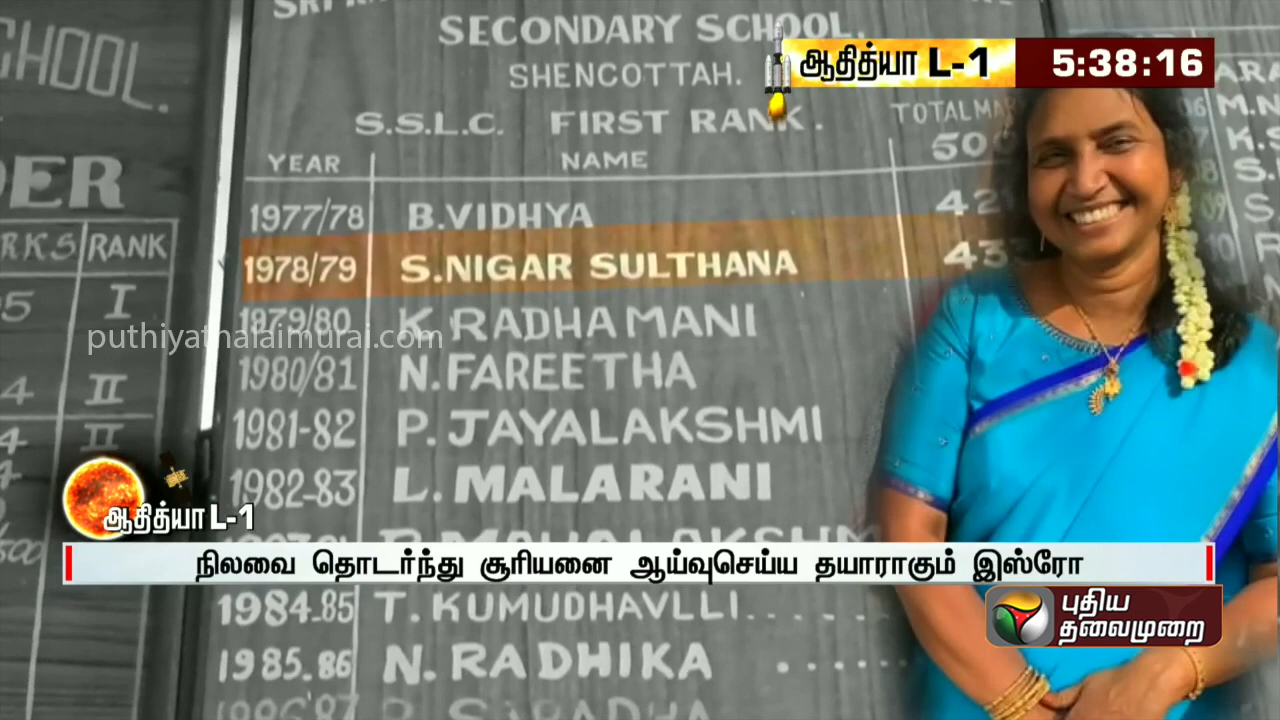 SECONDARY SCHOOL,
SHENCOTTAH.
S.S.L.C. FIRST RANK.
TOTAL
YEAR NAME
1977/78 B.VIDHYA
1978/79 S.NIGAR SULTHANA
1979/80 K.RADHAMANI
1980/81 N.FAREETHA
1981-82 P.JAYALAKSHMI
1982-83 L.MALARANI
1984-85 T.KUMUDHAVLLI.....
1985.86 N.RADHIKA .....
SCHOOL.
RANK
I
II
II
ஆதித்யா L-1 5:38:16
M.N
puthiyathalaimurai.com
ஆதித்யா L-1
நிலவை தொடர்ந்து சூரியனை ஆய்வுசெய்ய தயாராகும் இஸ்ரோ
புதிய
தலைமுறை